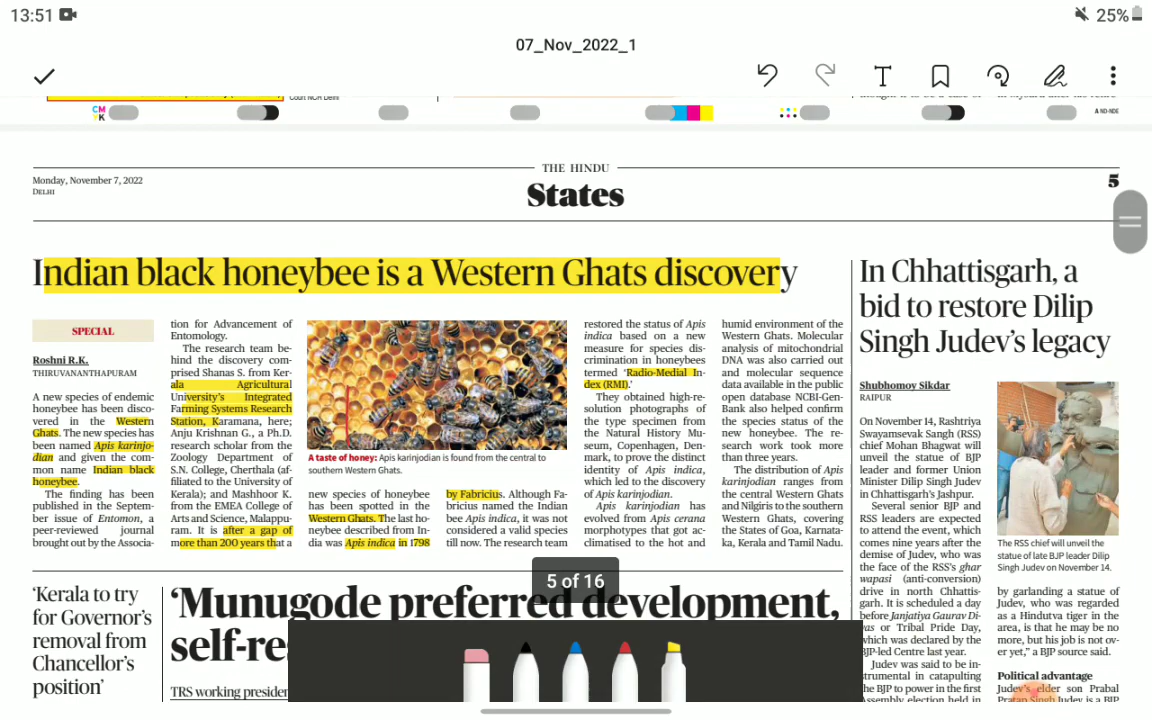 13:51
25%
07_Nov_2022_1
Court NCR Delhi
CM
YK
A ND-NDE
Monday, November 7, 2022
DELHI
THE HINDU
States
5
Indian black honeybee is a Western Ghats discovery
SPECIAL
Roshni R.K.
THIRUVANANTHAPURAM
A new species of endemic
honeybee has been disco-
vered in the Western
Ghats. The new species has
been named Apis karinjo-
dian and given the com-
mon name Indian black
honeybee.
The finding has been
published in the Septem-
ber issue of Entomon, a
peer-reviewed journal
brought out by the Associa-
tion for Advancement of
Entomology.
The research team be-
hind the discovery com-
prised Shanas S. from Ker-
ala Agricultural
University's Integrated
Farming Systems Research
Station, Karamana, here;
Anju Krishnan G., a Ph.D.
research scholar from the
Zoology Department of
S.N. College, Cherthala (af-
filiated to the University of
Kerala); and Mashhoor K.
from the EMEA College of
Arts and Science, Malappu-
ram. It is after a gap of
more than 200 years that a
A taste of honey: Apis karinjodian is found from the central to
southern Western Ghats.
new species of honeybee
has been spotted in the
Western Ghats. The last ho-
neybee described from In-
dia was Apis indica in 1798
by Fabricius. Although Fa-
bricius named the Indian
bee Apis indica, it was not
considered a valid species
till now. The research team
restored the status of Apis
indica based on a new
measure for species dis-
crimination in honeybees
termed 'Radio-Medial In-
dex (RMI).'
They obtained high-re-
solution photographs of
the type specimen from
the Natural History Mu-
seum, Copenhagen, Den-
mark, to prove the distinct
identity of Apis indica,
which led to the discovery
of Apis karinjodian.
Apis karinjodian has
evolved from Apis cerana
morphotypes that got ac-
climatised to the hot and
humid environment of the
Western Ghats. Molecular
analysis of mitochondrial
DNA was also carried out
and molecular sequence
data available in the public
open database NCBI-Gen-
Bank also helped confirm
the species status of the
new honeybee. The re-
search work took more
than three years.
The distribution of Apis
karinjodian ranges from
the central Western Ghats
and Nilgiris to the southern
Western Ghats, covering
the States of Goa, Karnata-
ka, Kerala and Tamil Nadu.
In Chhattisgarh, a
bid to restore Dilip
Singh Judev's legacy
Shubhomoy Sikdar
RAIPUR
On November 14, Rashtriya
Swayamsevak Sangh (RSS)
chief Mohan Bhagwat will
unveil the statue of BJP
leader and former Union
Minister Dilip Singh Judev
in Chhattisgarh's Jashpur.
Several senior BJP and
RSS leaders are expected
to attend the event, which
comes nine years after the
demise of Judev, who was
the face of the RSS's ghar
wapasi (anti-conversion)
drive in north Chhattis-
garh. It is scheduled a day
before Janjatiya Gaurav Di-
vas or Tribal Pride Day,
which was declared by the
BJP-led Centre last year.
Judev was said to be in-
strumental in catapulting
the BJP to power in the first
Assembly election held in
The RSS chief will unveil the
statue of late BJP leader Dilip
Singh Judev on November 14.
by garlanding a statue of
Judev, who was regarded
as a Hindutva tiger in the
area, is that he may be no
more, but his job is not ov-
er yet," a BJP source said.
Political advantage
Judev's elder son Prabal
Pratap Singh Judev is a BJP
'Kerala to try
for Governor's
removal from
Chancellor's
position'
'Munugode preferred development,
self-re
TRS working presiden
5 of 16